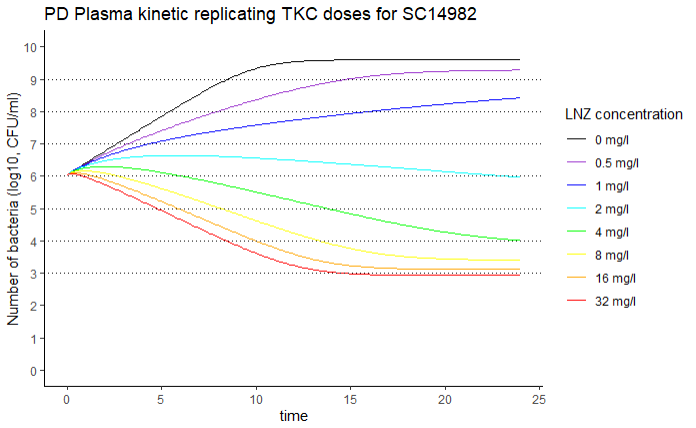 PD Plasma kinetic replicating TKC doses for SC14982
Number of bacteria (log10, CFU/ml)
10
9
8
7
6
5
4
3
2
1
0
0 5 10 15 20 25
time
LNZ concentration
0 mg/l
0.5 mg/l
1 mg/l
2 mg/l
4 mg/l
8 mg/l
16 mg/l
32 mg/l